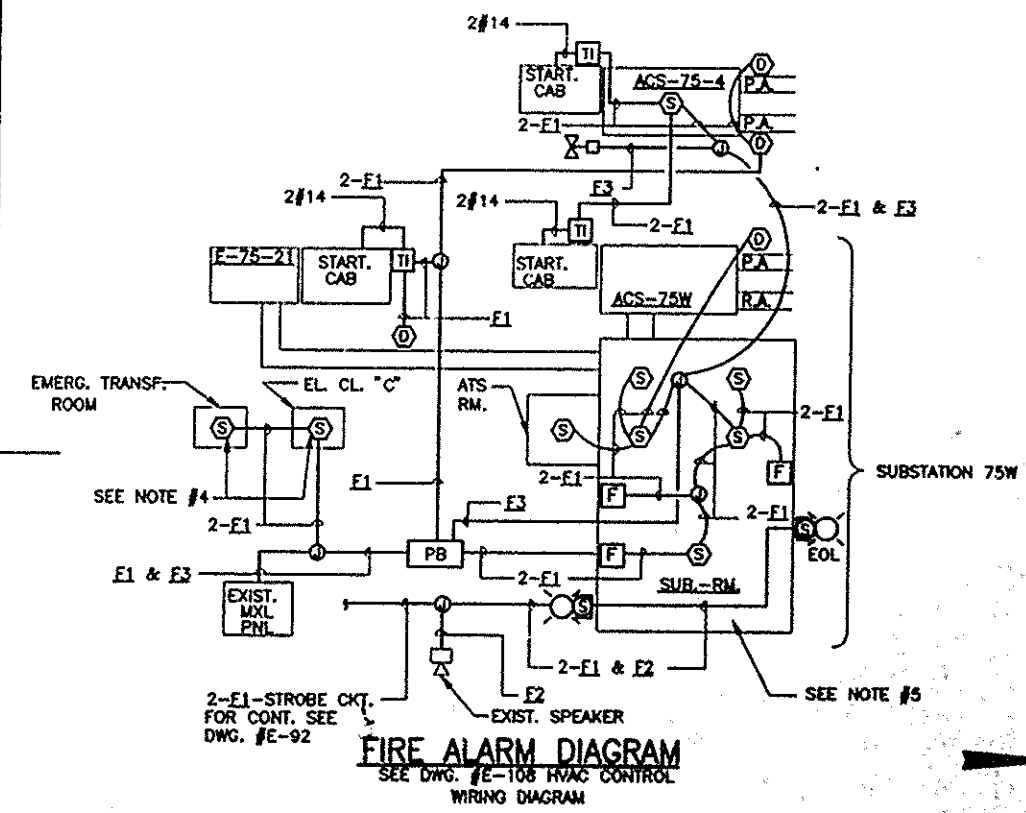 2#14
TI
START.
CAB
ACS-75-4
D
P.A.
S
2-F1
P.A.
D
J
F3
2-F1
2#14
2#14
2-F1
2-F1 & F3
TI
E-75-21
START.
CAB
TI
J
START.
CAB
D
P.A.
ACS-75W
R.A.
F1
D
EMERG. TRANSF.
ROOM
EL. CL. "C"
ATS
RM.
S
J
S
2-F1
S
S
S
S
S
F
SUBSTATION 75W
SEE NOTE #4
F1
2-F1
F
J
2-F1
F3
2-F1
S
EOL
J
PB
F
S
F1 & F3
2-F1
SUB.-RM.
EXIST.
MXL
PNL
J
S
2-F1 & F2
SEE NOTE #5
2-F1-STROBE CKT.
FOR CONT. SEE
DWG. #E-92
F2
EXIST. SPEAKER
FIRE ALARM DIAGRAM
SEE DWG. #E-108 HVAC CONTROL
WIRING DIAGRAM